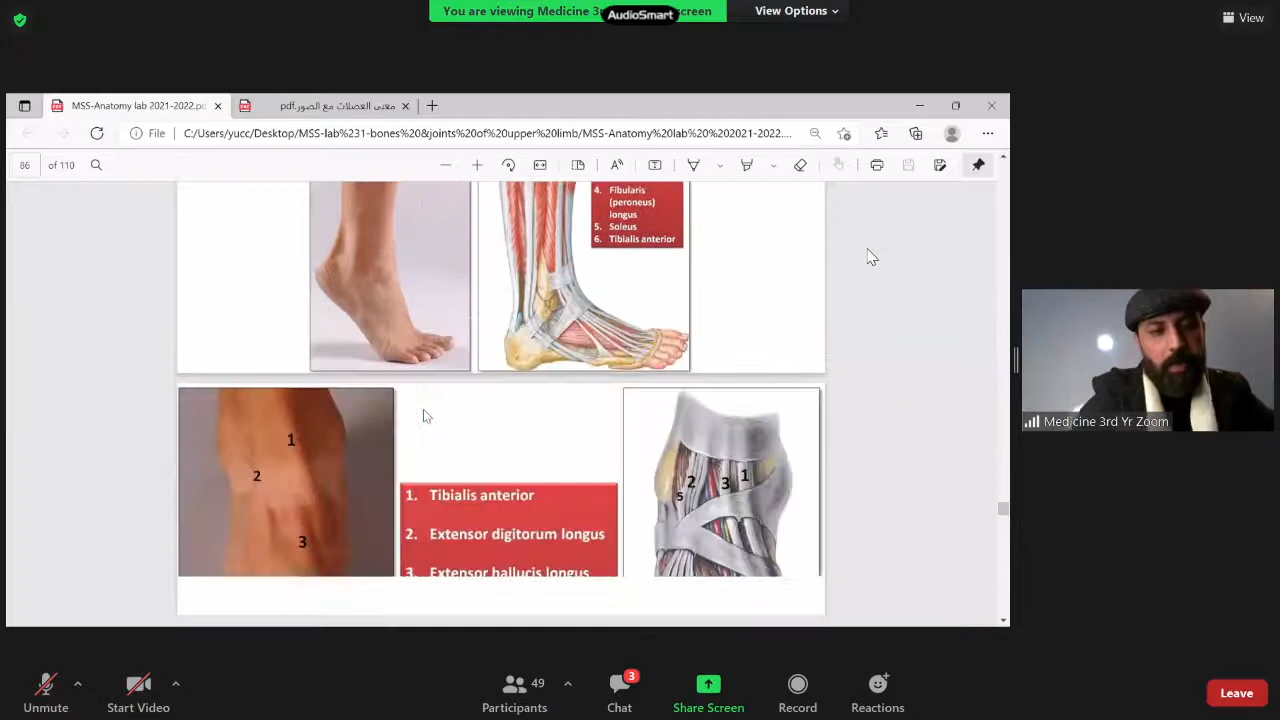 You are viewing Medicine 3r
AudioSmart
screen
View Options
View
MSS-Anatomy lab 2021-2022.pd
معنى العضلات مع الصور.pdf
File
C:/Users/yucc/Desktop/MSS-lab%231-bones%20&joints%20of%20upper%20limb/MSS-Anatomy%20lab%20%202021-2022....
86
of 110
4. Fibularis
(peroneus)
longus
5. Soleus
6. Tibialis anterior
1
2
3
1. Tibialis anterior
2. Extensor digitorum longus
3. Extensor hallucis longus
2
3
1
5
Medicine 3rd Yr Zoom
Unmute
Start Video
49
Participants
3
Chat
Share Screen
Record
Reactions
Leave